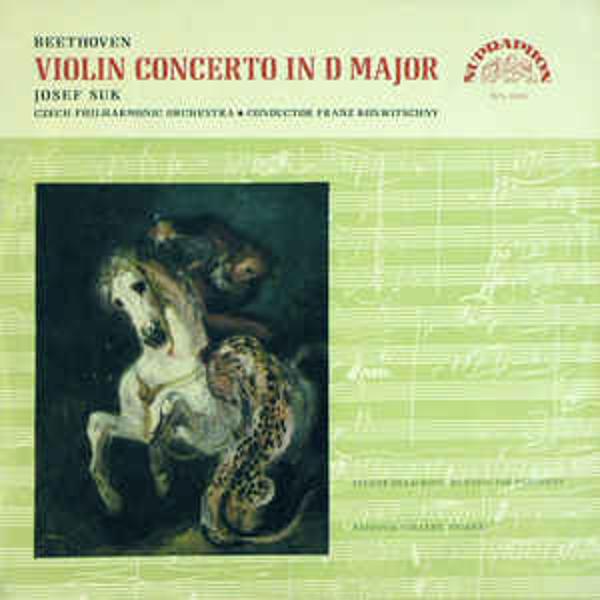 BEETHOVEN
VIOLIN CONCERTO IN D MAJOR
JOSEF SUK
CZECH PHILHARMONIC ORCHESTRA • CONDUCTOR FRANZ KONWITSCHNY
SUPRAPHON